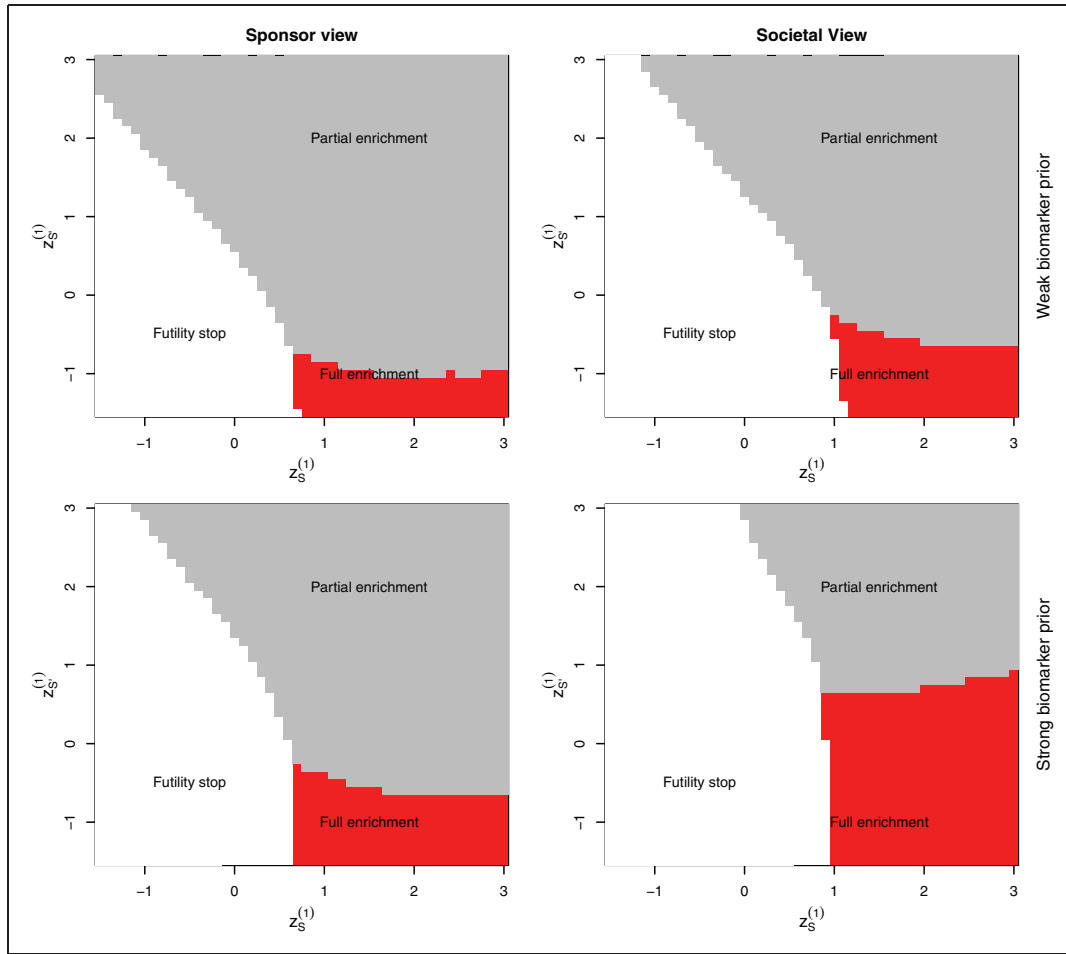 Sponsor view
Societal View
3
2
1
0
−1
z_S'^(1)
Partial enrichment
Futility stop
Full enrichment
−1 0 1 2 3
z_S^(1)
3
2
1
0
−1
z_S'^(1)
Partial enrichment
Futility stop
Full enrichment
−1 0 1 2 3
z_S^(1)
Weak biomarker prior
3
2
1
0
−1
z_S'^(1)
Partial enrichment
Futility stop
Full enrichment
−1 0 1 2 3
z_S^(1)
3
2
1
0
−1
z_S'^(1)
Partial enrichment
Futility stop
Full enrichment
−1 0 1 2 3
z_S^(1)
Strong biomarker prior